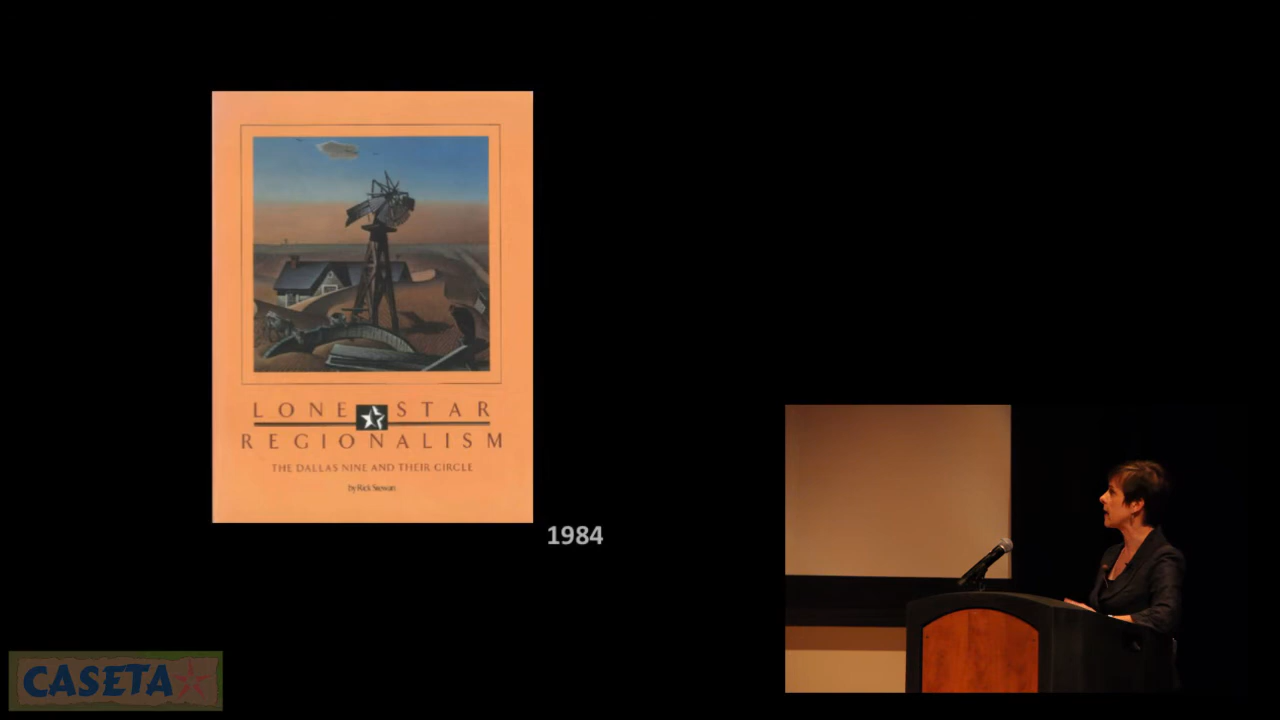 LONE STAR
REGIONALISM
THE DALLAS NINE AND THEIR CIRCLE
by Rick Stewart
1984
CASETA